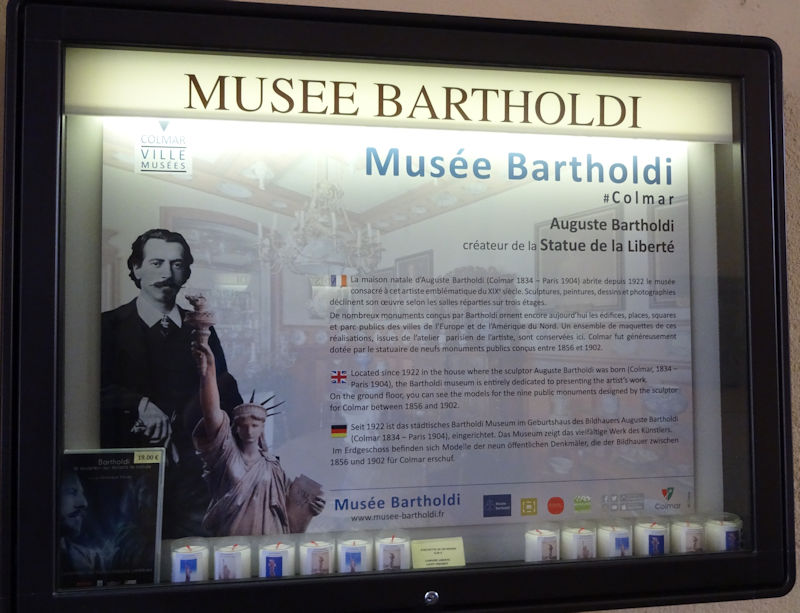 MUSEE BARTHOLDI
COLMAR
VILLE
MUSÉES
Musée Bartholdi
#Colmar
Auguste Bartholdi
créateur de la Statue de la Liberté
La maison natale d'Auguste Bartholdi (Colmar 1834 – Paris 1904) abrite depuis 1922 le musée
consacré à cet artiste emblématique du XIXᵉ siècle. Sculptures, peintures, dessins et photographies
déclinent son œuvre selon les salles réparties sur trois étages.
De nombreux monuments conçus par Bartholdi ornent encore aujourd'hui les édifices, places, squares
et parc publics des villes de l'Europe et de l'Amérique du Nord. Un ensemble de maquettes de ces
réalisations, issues de l'atelier parisien de l'artiste, sont conservées ici. Colmar fut généreusement
dotée par le statuaire de neufs monuments publics conçus entre 1856 et 1902.
Located since 1922 in the house where the sculptor Auguste Bartholdi was born (Colmar, 1834 –
Paris 1904), the Bartholdi museum is entirely dedicated to presenting the artist's work.
On the ground floor, you can see the models for the nine public monuments designed by the sculptor
for Colmar between 1856 and 1902.
Seit 1922 ist das städtisches Bartholdi Museum im Geburtshaus des Bildhauers Auguste Bartholdi
(Colmar 1834 – Paris 1904), eingerichtet. Das Museum zeigt das vielfältige Werk des Künstlers.
Im Erdgeschoss befinden sich Modelle der neun öffentlichen Denkmäler, die der Bildhauer zwischen
1856 und 1902 für Colmar erschuf.
Musée Bartholdi
www.musee-bartholdi.fr
Colmar
19.00 €
Bartholdi